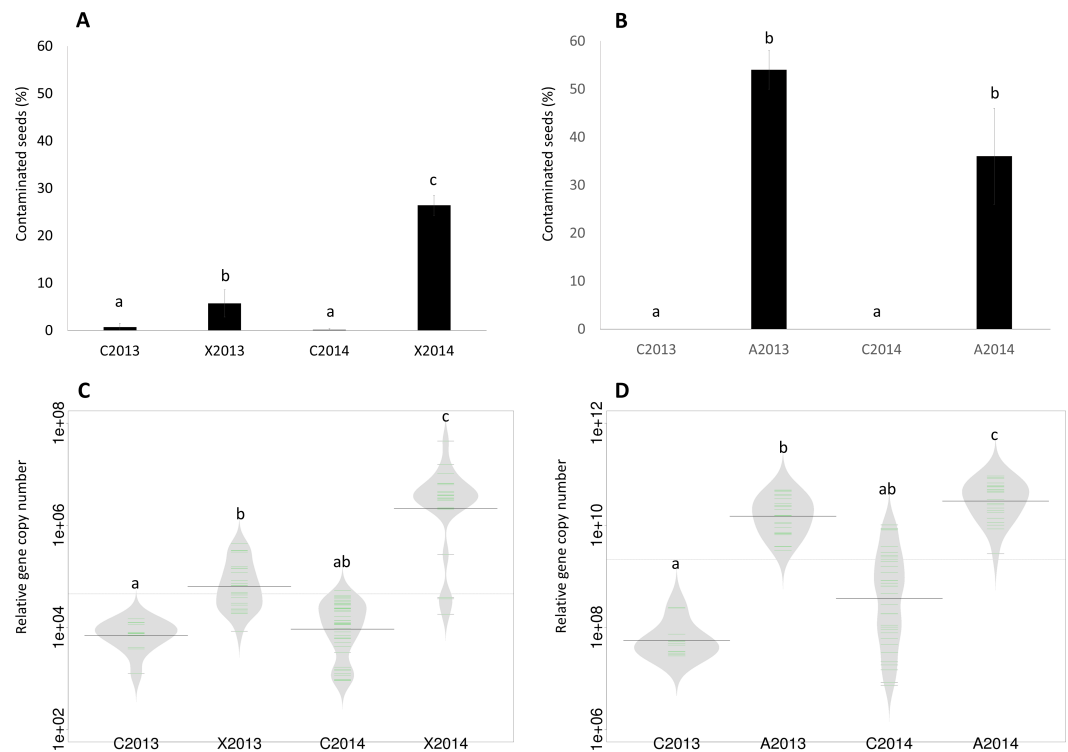 A
Contaminated seeds (%)
60
50
40
30
20
10
0
a
b
a
c
C2013 X2013 C2014 X2014
B
Contaminated seeds (%)
60
50
40
30
20
10
0
a
b
a
b
C2013 A2013 C2014 A2014
C
Relative gene copy number
1e+08
1e+06
1e+04
1e+02
a
b
ab
c
C2013 X2013 C2014 X2014
D
Relative gene copy number
1e+12
1e+10
1e+08
1e+06
a
b
ab
c
C2013 A2013 C2014 A2014